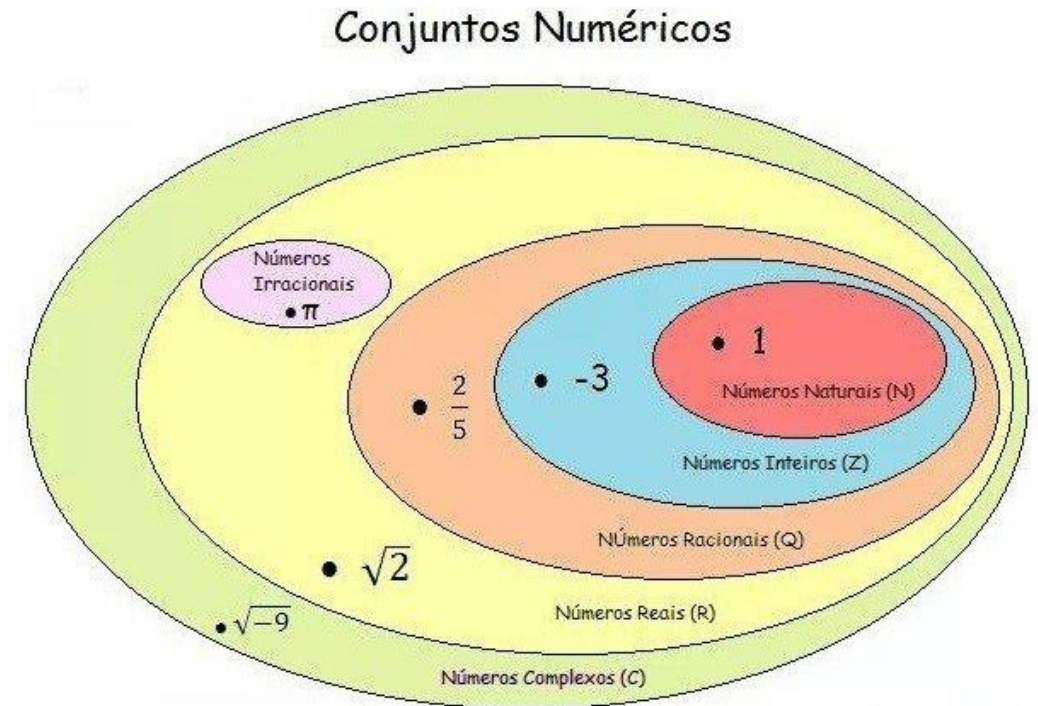 Conjuntos Numéricos
Números
Irracionais
• π
• 1
• -3
Números Naturais (N)
• 2/5
Números Inteiros (Z)
NÚmeros Racionais (Q)
• √2
Números Reais (R)
• √-9
Números Complexos (C)